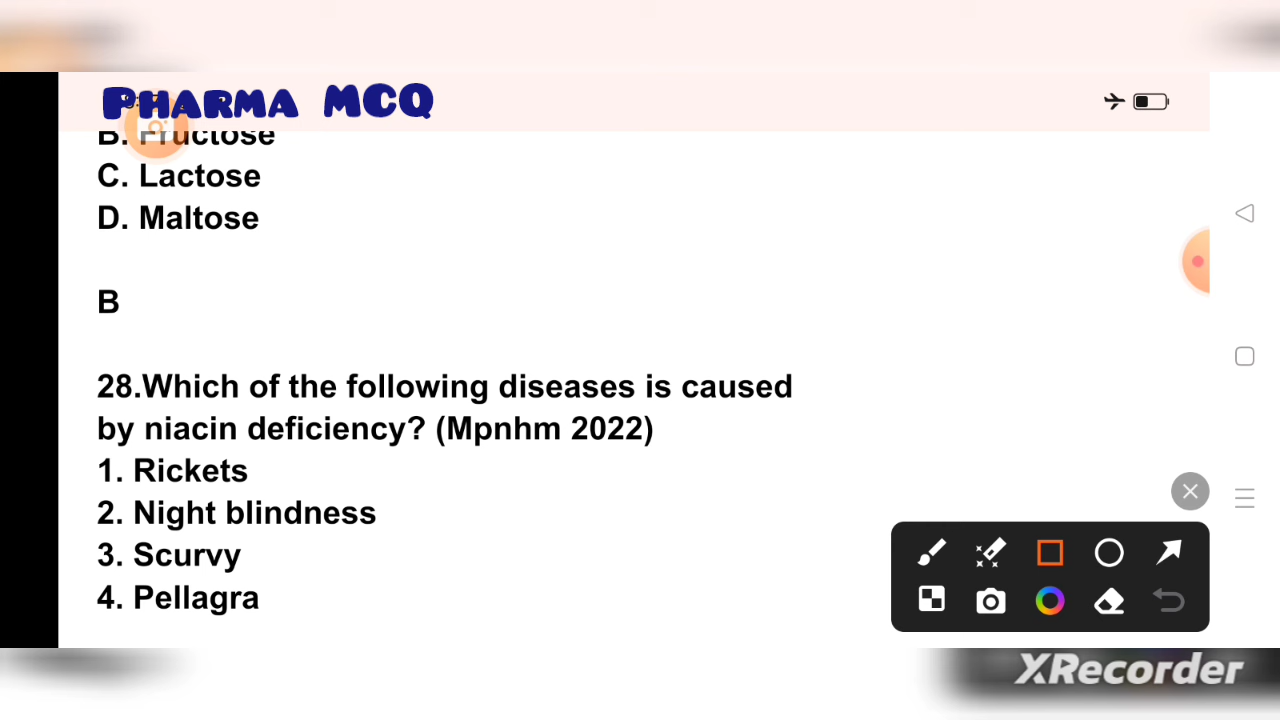 PHARMA MCQ
B. Fructose
C. Lactose
D. Maltose
B
28.Which of the following diseases is caused
by niacin deficiency? (Mpnhm 2022)
1. Rickets
2. Night blindness
3. Scurvy
4. Pellagra
XRecorder